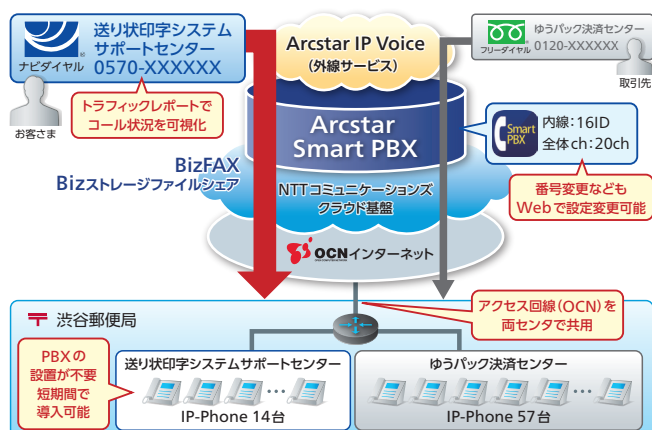 送り状印字システム
サポートセンター
ナビダイヤル
0570-XXXXXX
お客さま
トラフィックレポートで
コール状況を可視化
Arcstar IP Voice
(外線サービス)
ゆうパック決済センター
フリーダイヤル
0120-XXXXXX
取引先
Arcstar
Smart PBX
Smart
PBX
内線:16ID
全体ch:20ch
番号変更なども
Webで設定変更可能
BizFAX
Bizストレージファイルシェア
NTTコミュニケーションズ
クラウド基盤
OCNインターネット
アクセス回線(OCN)を
両センタで共用
〒 渋谷郵便局
PBXの
設置が不要
短期間で
導入可能
送り状印字システムサポートセンター
…
IP-Phone 14台
ゆうパック決済センター
…
IP-Phone 57台